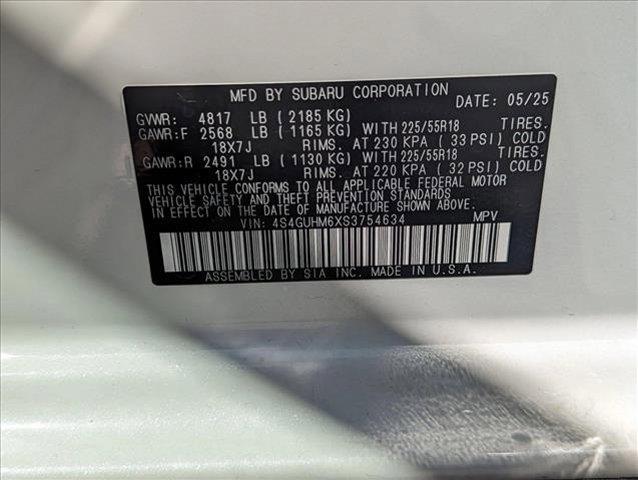 MFD BY SUBARU CORPORATION
DATE: 05/25
GVWR: 4817 LB ( 2185 KG)
GAWR:F 2568 LB ( 1165 KG) WITH 225/55R18 TIRES.
18X7J RIMS. AT 230 KPA ( 33 PSI) COLD
GAWR:R 2491 LB ( 1130 KG) WITH 225/55R18 TIRES.
18X7J RIMS. AT 220 KPA ( 32 PSI) COLD
THIS VEHICLE CONFORMS TO ALL APPLICABLE FEDERAL MOTOR
VEHICLE SAFETY AND THEFT PREVENTION STANDARDS
IN EFFECT ON THE DATE OF MANUFACTURE SHOWN ABOVE.
VIN: 4S4GUHM6XS3754634 MPV
ASSEMBLED BY SIA INC. MADE IN U.S.A.